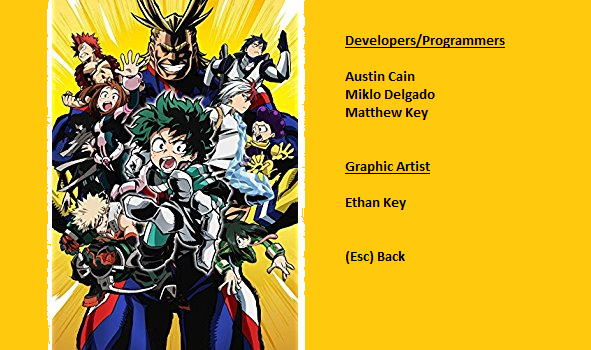 Developers/Programmers
Austin Cain
Miklo Delgado
Matthew Key
Graphic Artist
Ethan Key
(Esc) Back